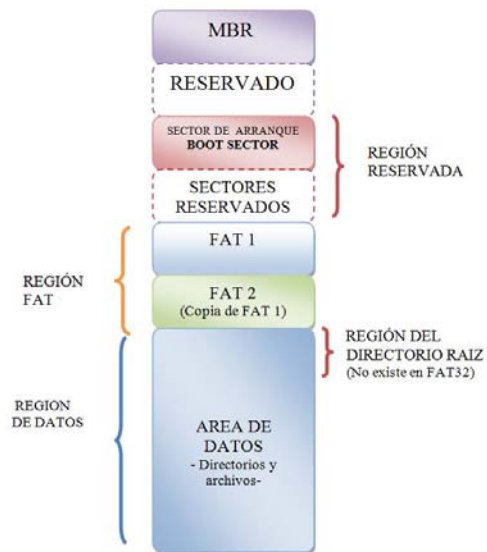 MBR
RESERVADO
SECTOR DE ARRANQUE
BOOT SECTOR
REGIÓN
RESERVADA
SECTORES
RESERVADOS
FAT 1
REGIÓN
FAT
FAT 2
(Copia de FAT 1)
REGIÓN DEL
DIRECTORIO RAIZ
(No existe en FAT32)
REGION
DE DATOS
AREA DE
DATOS
- Directorios y
archivos-